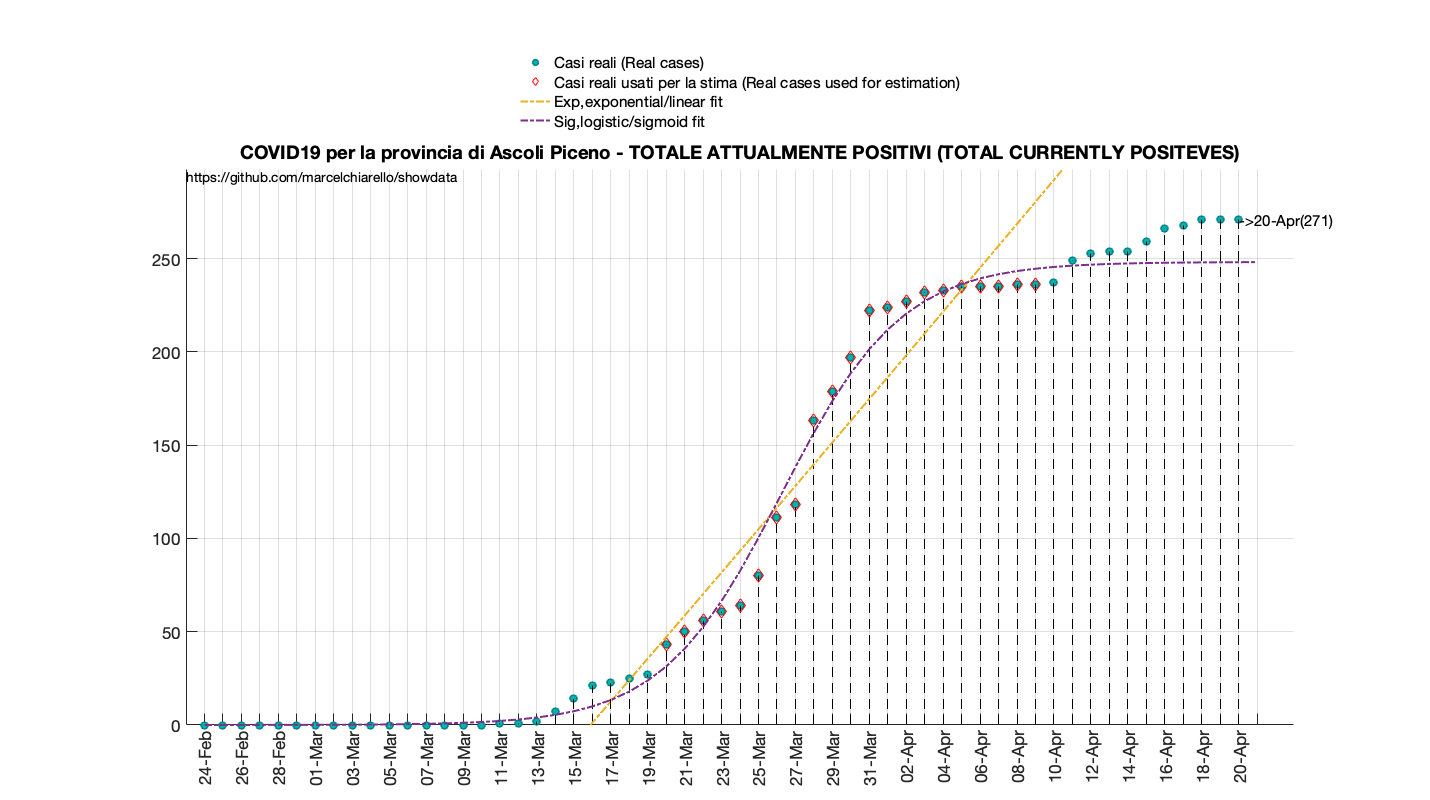 Casi reali (Real cases)
Casi reali usati per la stima (Real cases used for estimation)
Exp,exponential/linear fit
Sig,logistic/sigmoid fit
COVID19 per la provincia di Ascoli Piceno - TOTALE ATTUALMENTE POSITIVI (TOTAL CURRENTLY POSITEVES)
https://github.com/marcelchiarello/showdata
->20-Apr(271)
250
200
150
100
50
0
24-Feb
26-Feb
28-Feb
01-Mar
03-Mar
05-Mar
07-Mar
09-Mar
11-Mar
13-Mar
15-Mar
17-Mar
19-Mar
21-Mar
23-Mar
25-Mar
27-Mar
29-Mar
31-Mar
02-Apr
04-Apr
06-Apr
08-Apr
10-Apr
12-Apr
14-Apr
16-Apr
18-Apr
20-Apr